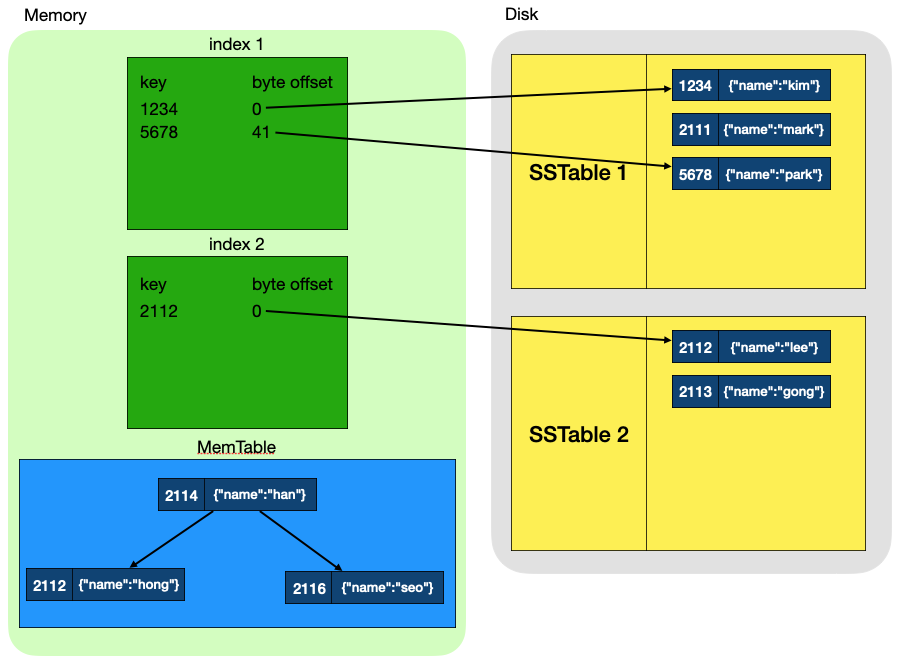 Memory
index 1
key byte offset
1234 0
5678 41
index 2
key byte offset
2112 0
MemTable
2114 {"name":"han"}
2112 {"name":"hong"}
2116 {"name":"seo"}
Disk
SSTable 1
1234 {"name":"kim"}
2111 {"name":"mark"}
5678 {"name":"park"}
SSTable 2
2112 {"name":"lee"}
2113 {"name":"gong"}